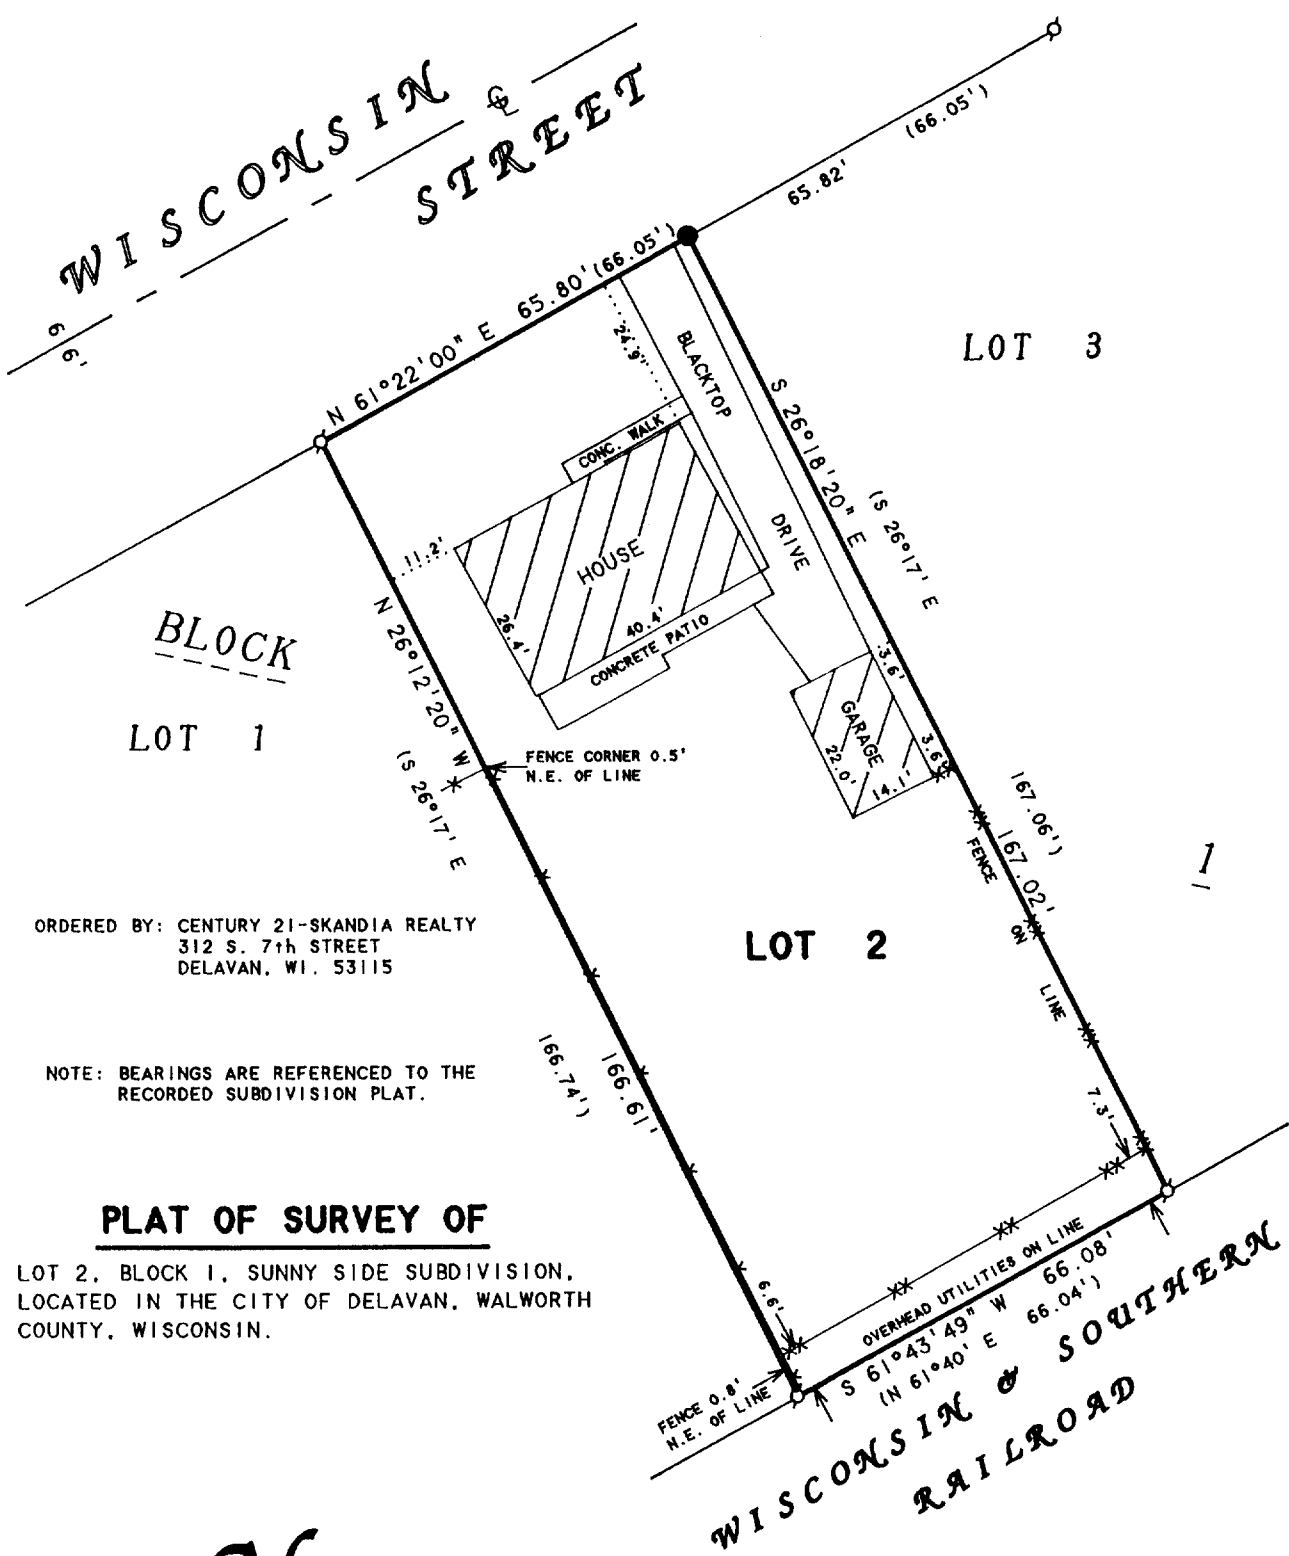 WISCONSIN
STREET
66'
(66.05')
65.82'
N 61°22'00" E 65.80' (66.05')
24.9'
BLACKTOP
DRIVE
LOT 3
S 26°18'20" E
(S 26°17' E
167.06')
167.02'
CONC. WALK
11.2'
HOUSE
26.4'
40.4'
CONCRETE PATIO
3.6'
GARAGE
3.6'
22.0'
14.1'
BLOCK
LOT 1
N 26°12'20" W
(S 26°17' E
FENCE CORNER 0.5'
N.E. OF LINE
1
FENCE
ON
LINE
LOT 2
ORDERED BY: CENTURY 21-SKANDIA REALTY
312 S. 7th STREET
DELAVAN, WI. 53115
166.74')
166.61'
NOTE: BEARINGS ARE REFERENCED TO THE
RECORDED SUBDIVISION PLAT.
7.3'
PLAT OF SURVEY OF
LOT 2, BLOCK 1, SUNNY SIDE SUBDIVISION,
LOCATED IN THE CITY OF DELAVAN, WALWORTH
COUNTY, WISCONSIN.
6.6'
OVERHEAD UTILITIES ON LINE
S 61°43'49" W 66.08'
(N 61°40' E 66.04')
FENCE 0.8'
N.E. OF LINE
WISCONSIN & SOUTHERN
RAILROAD